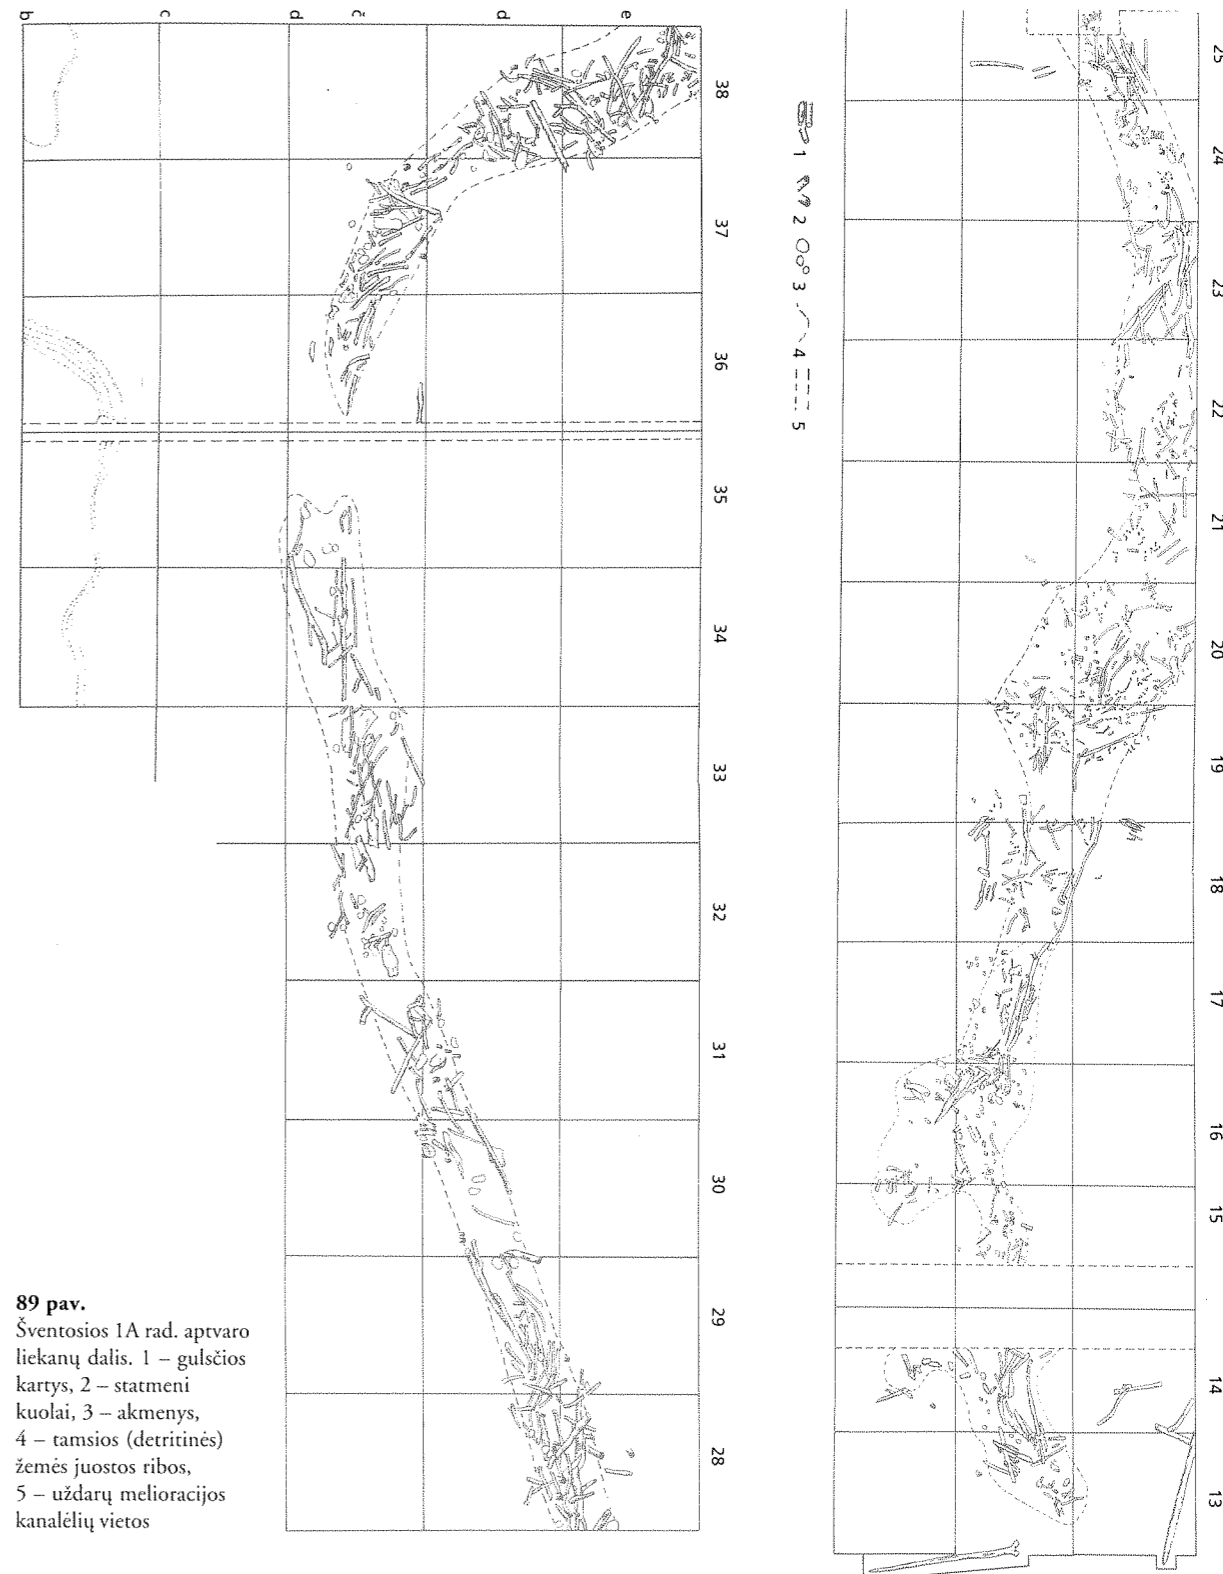 b
c
d
c
d
e
38
37
36
35
34
33
32
31
30
29
28
1
2
3
4
5
25
24
23
22
21
20
19
18
17
16
15
14
13
89 pav.
Šventosios 1A rad. aptvaro
liekanų dalis. 1 – gulsčios
kartys, 2 – statmeni
kuolai, 3 – akmenys,
4 – tamsios (detritinės)
žemės juostos ribos,
5 – uždarų melioracijos
kanalėlių vietos